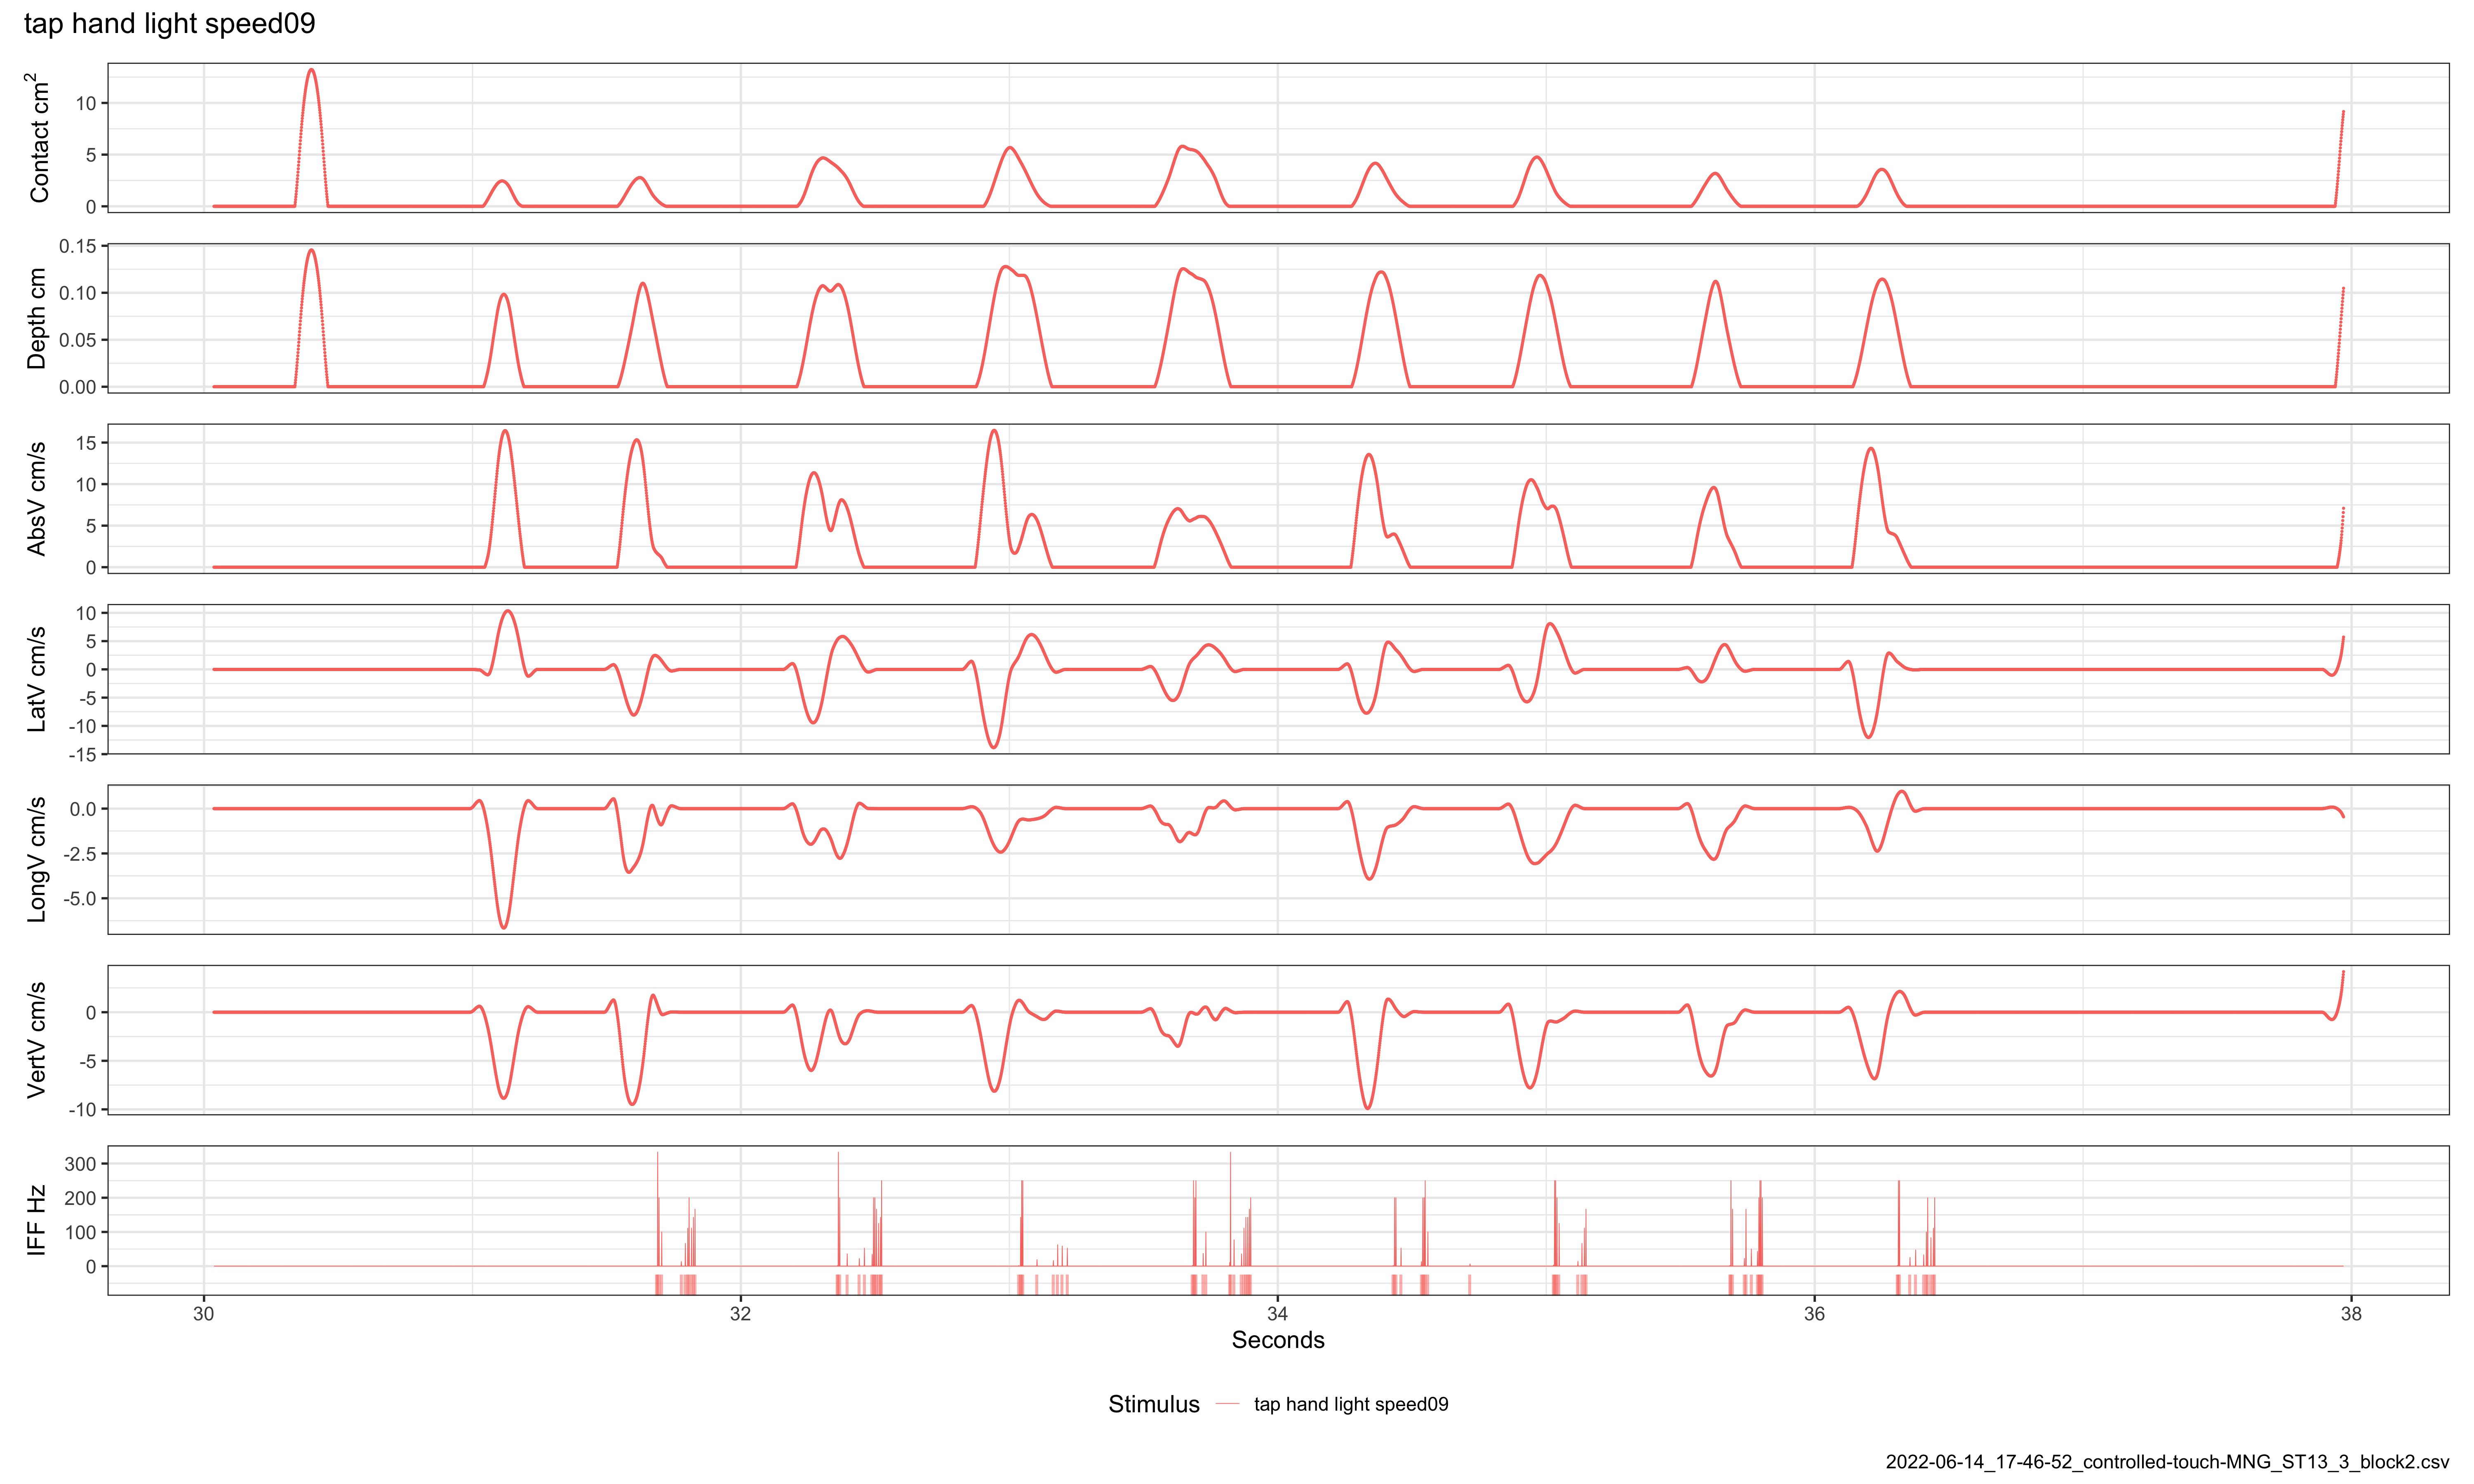 tap hand light speed09
Contact cm2
10
5
0
Depth cm
0.15
0.10
0.05
0.00
AbsV cm/s
15
10
5
0
LatV cm/s
10
5
0
-5
-10
-15
LongV cm/s
0.0
-2.5
-5.0
VertV cm/s
0
-5
-10
IFF Hz
300
200
100
0
30 32 34 36 38
Seconds
Stimulus tap hand light speed09
2022-06-14_17-46-52_controlled-touch-MNG_ST13_3_block2.csv